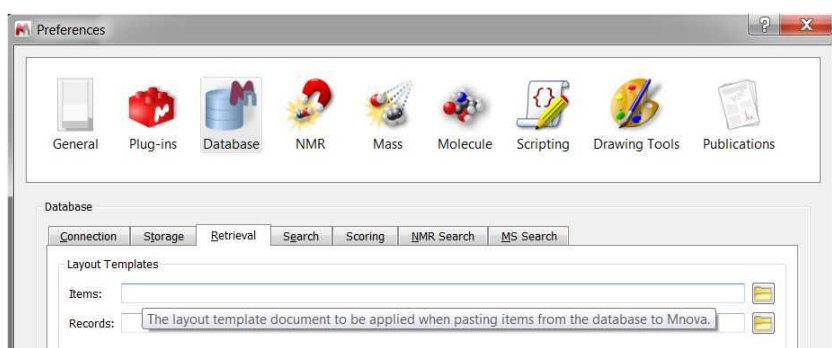 Preferences
General Plug-ins Database NMR Mass Molecule Scripting Drawing Tools Publications
Database
Connection Storage Retrieval Search Scoring NMR Search MS Search
Layout Templates
Items:
Records: The layout template document to be applied when pasting items from the database to Mnova.